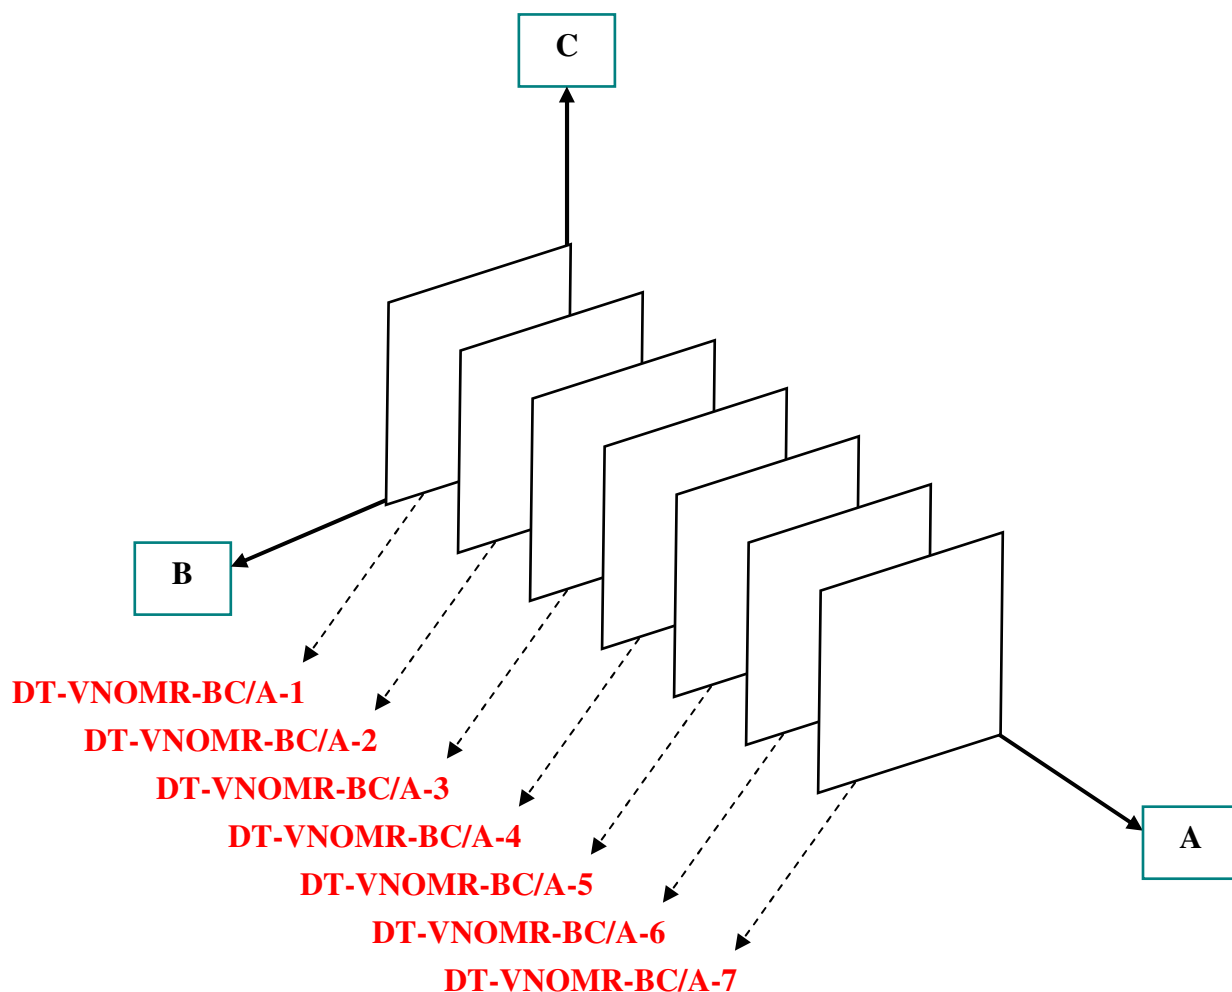 C
B
DT-VNOMR-BC/A-1
DT-VNOMR-BC/A-2
DT-VNOMR-BC/A-3
DT-VNOMR-BC/A-4
A
DT-VNOMR-BC/A-5
DT-VNOMR-BC/A-6
DT-VNOMR-BC/A-7